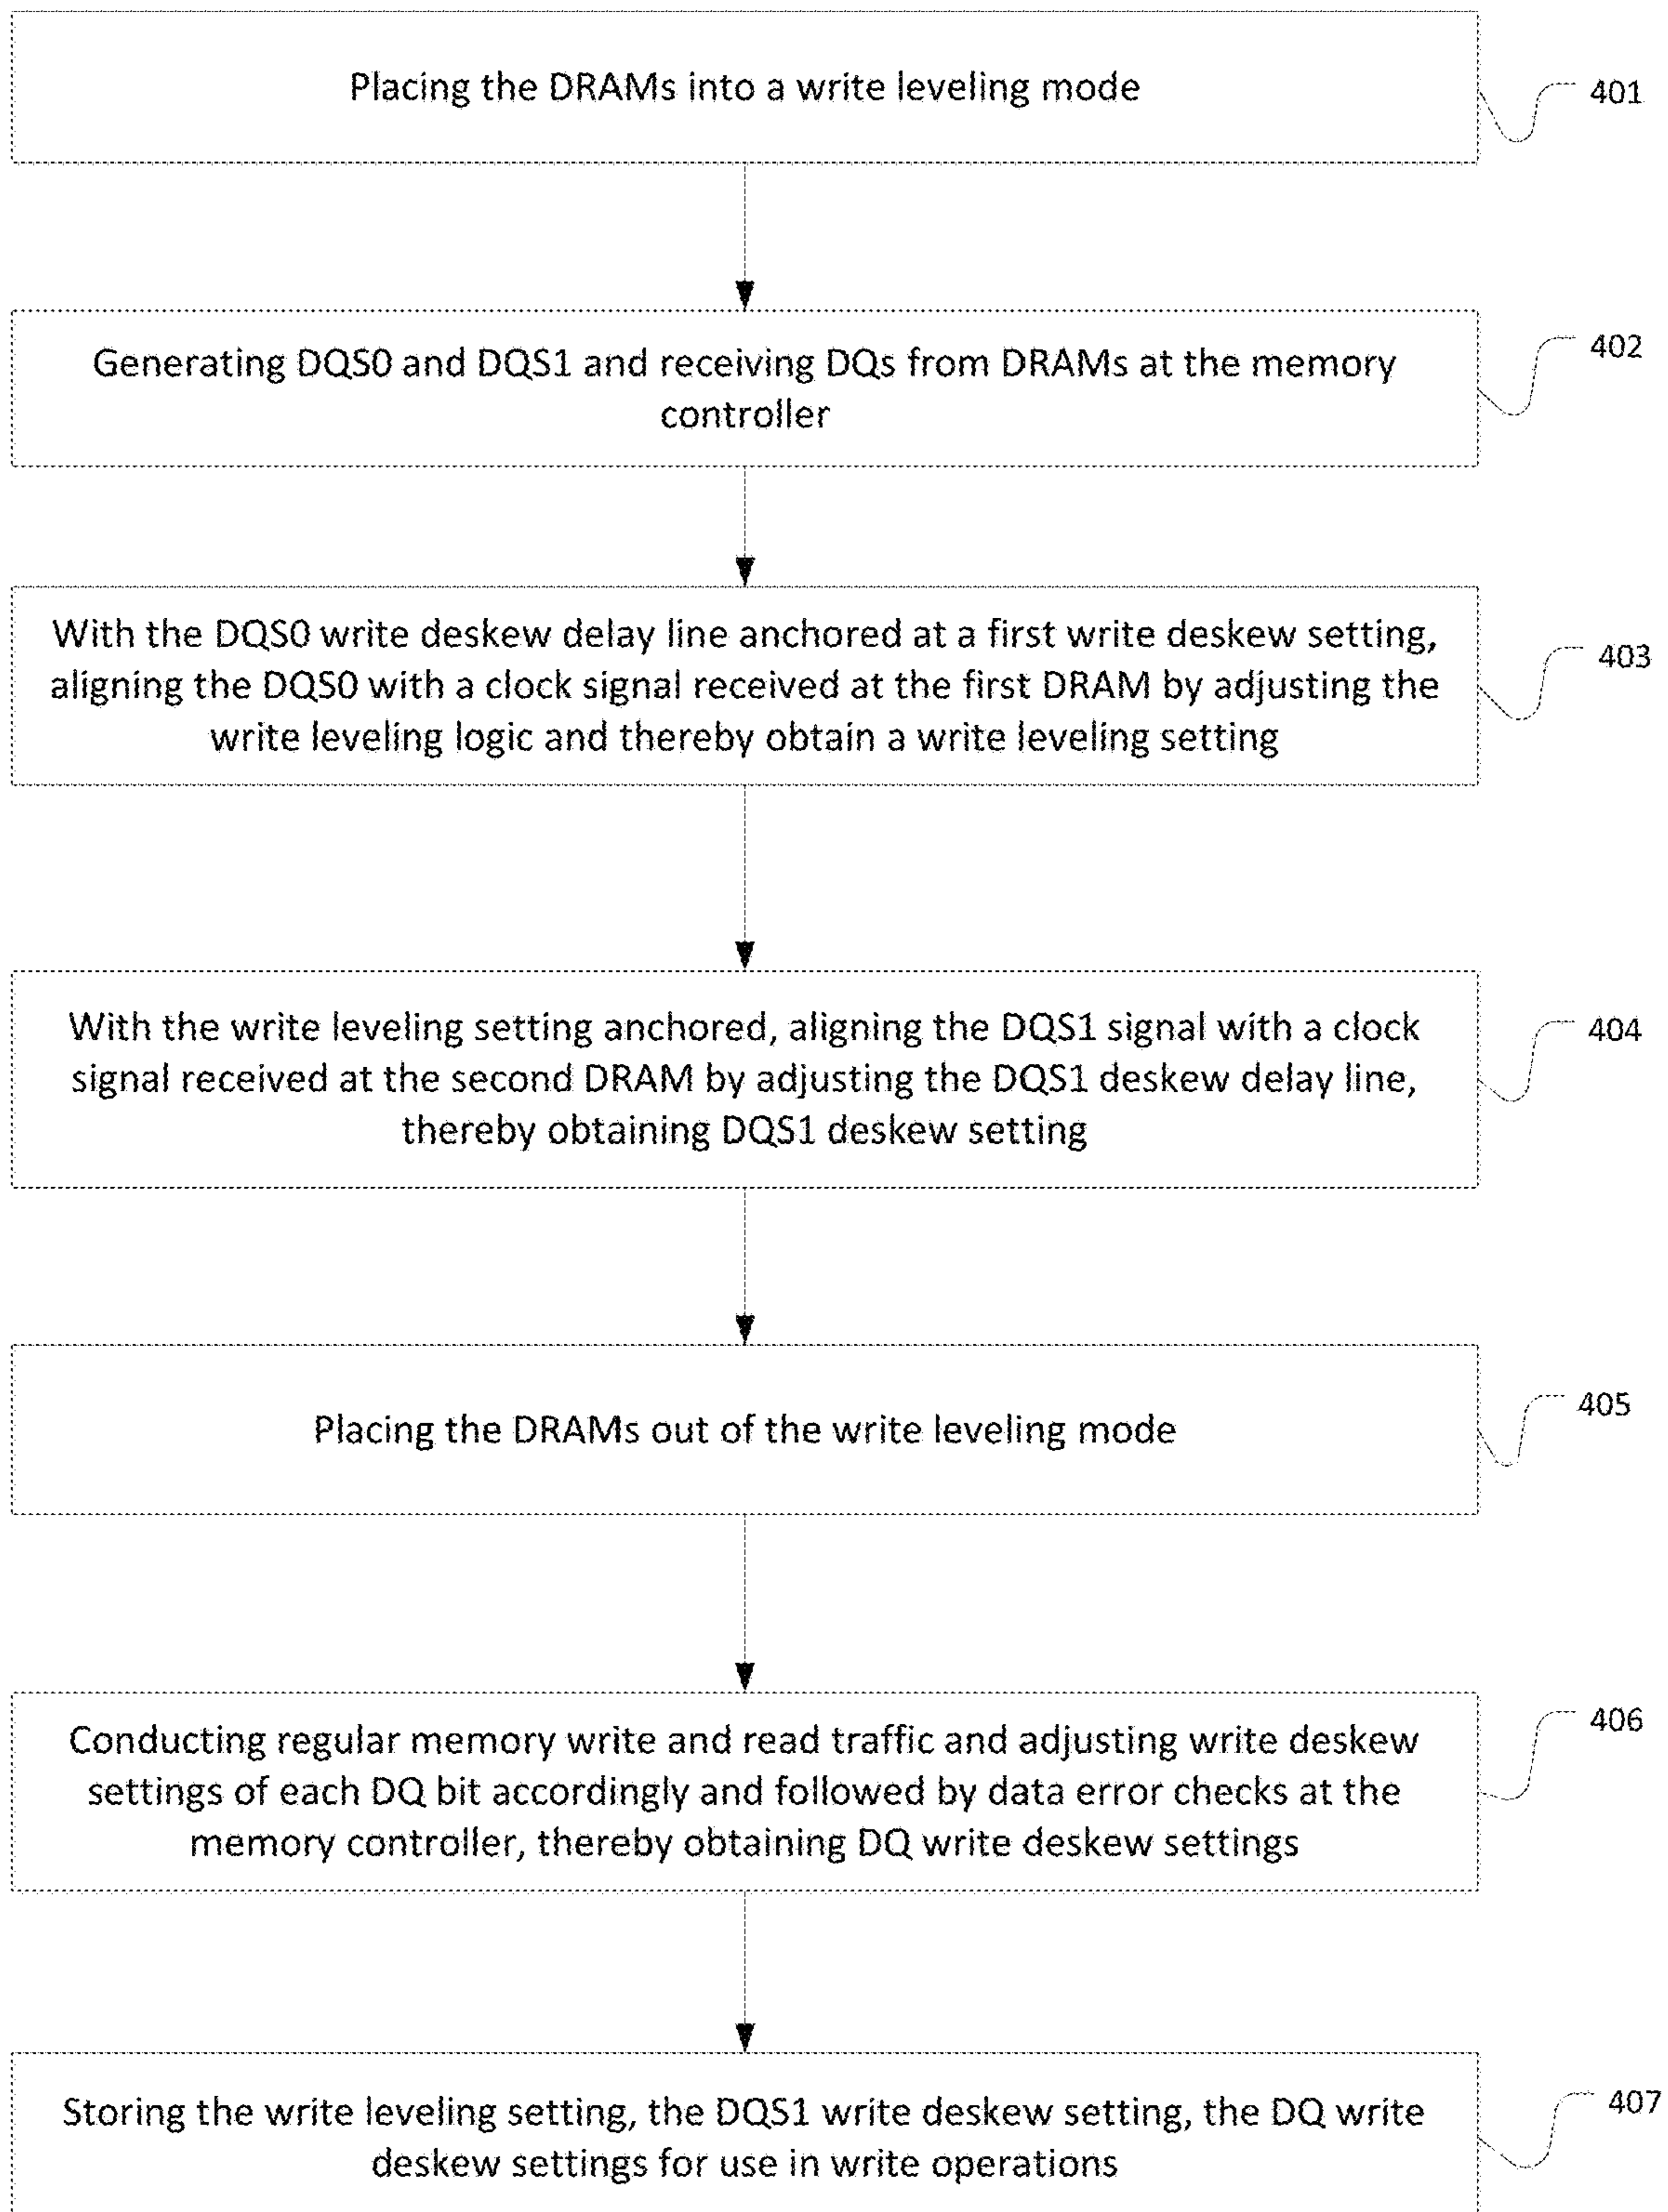 Placing the DRAMs into a write leveling mode
401
Generating DQS0 and DQS1 and receiving DQs from DRAMs at the memory
controller
402
With the DQS0 write deskew delay line anchored at a first write deskew setting,
aligning the DQS0 with a clock signal received at the first DRAM by adjusting the
write leveling logic and thereby obtain a write leveling setting
403
With the write leveling setting anchored, aligning the DQS1 signal with a clock
signal received at the second DRAM by adjusting the DQS1 deskew delay line,
thereby obtaining DQS1 deskew setting
404
Placing the DRAMs out of the write leveling mode
405
Conducting regular memory write and read traffic and adjusting write deskew
settings of each DQ bit accordingly and followed by data error checks at the
memory controller, thereby obtaining DQ write deskew settings
406
Storing the write leveling setting, the DQS1 write deskew setting, the DQ write
deskew settings for use in write operations
407